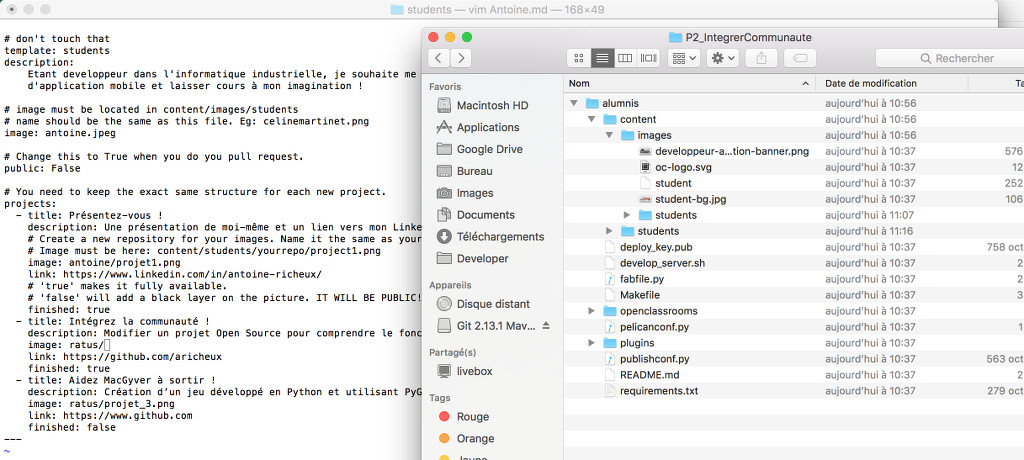 students — vim Antoine.md — 168×49
# don't touch that
template: students
description:
Etant developpeur dans l'informatique industrielle, je souhaite me
d'application mobile et laisser cours à mon imagination !
# image must be located in content/images/students
# name should be the same as this file. Eg: celinemartinet.png
image: antoine.jpeg
# Change this to True when you do you pull request.
public: False
# You need to keep the exact same structure for each new project.
projects:
- title: Présentez-vous !
description: Une présentation de moi-même et un lien vers mon Linke
# Create a new repository for your images. Name it the same as your
# Image must be here: content/students/yourrepo/project1.png
image: antoine/projet1.png
link: https://www.linkedin.com/in/antoine-richeux/
# 'true' makes it fully available.
# 'false' will add a black layer on the picture. IT WILL BE PUBLIC!
finished: true
- title: Intégrez la communauté !
description: Modifier un projet Open Source pour comprendre le fonc
image: ratus/
link: https://github.com/aricheux
finished: true
- title: Aidez MacGyver à sortir !
description: Création d'un jeu développé en Python et utilisant PyG
image: ratus/projet_3.png
link: https://www.github.com
finished: false
---
~
P2_IntegrerCommunaute
Rechercher
Favoris
Macintosh HD
Applications
Google Drive
Bureau
Images
Documents
Téléchargements
Developer
Appareils
Disque distant
Git 2.13.1 Mav...
Partagé(s)
livebox
Tags
Rouge
Orange
Jaune
Nom Date de modification Ta
alumnis aujourd'hui à 10:56
content aujourd'hui à 10:56
images aujourd'hui à 10:56
developpeur-a...tion-banner.png aujourd'hui à 10:37 576
oc-logo.svg aujourd'hui à 10:37 12
student aujourd'hui à 10:37 252
student-bg.jpg aujourd'hui à 10:37 106
students aujourd'hui à 11:07
students aujourd'hui à 11:16
deploy_key.pub aujourd'hui à 10:37 758 oct
develop_server.sh aujourd'hui à 10:37 2
fabfile.py aujourd'hui à 10:37 2
Makefile aujourd'hui à 10:37 3
openclassrooms aujourd'hui à 10:37
pelicanconf.py aujourd'hui à 10:37 1
plugins aujourd'hui à 10:37
publishconf.py aujourd'hui à 10:37 563 oct
README.md aujourd'hui à 10:37 2
requirements.txt aujourd'hui à 10:37 279 oct